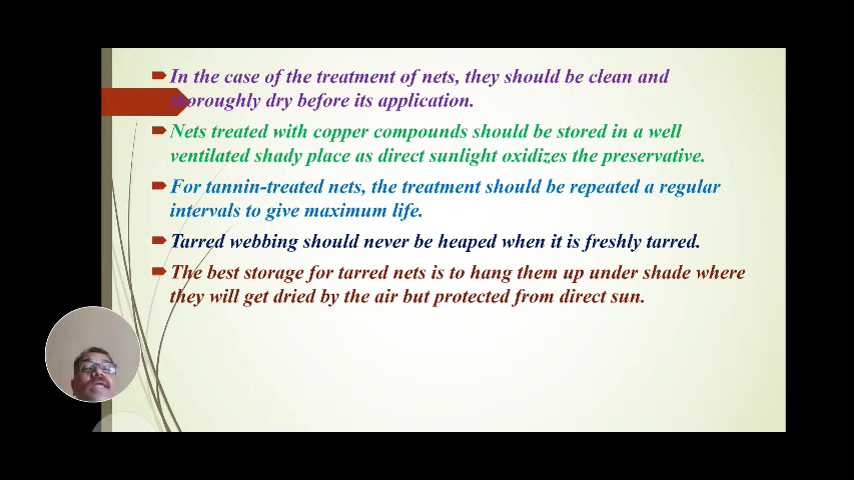 In the case of the treatment of nets, they should be clean and
thoroughly dry before its application.
Nets treated with copper compounds should be stored in a well
ventilated shady place as direct sunlight oxidizes the preservative.
For tannin-treated nets, the treatment should be repeated a regular
intervals to give maximum life.
Tarred webbing should never be heaped when it is freshly tarred.
The best storage for tarred nets is to hang them up under shade where
they will get dried by the air but protected from direct sun.